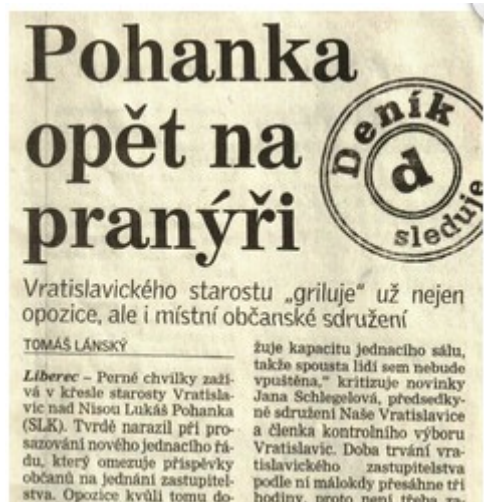 Pohanka
opět na
pranýři
Deník
d
sleduje
Vratislavického starostu „griluje“ už nejen
opozice, ale i místní občanské sdružení
TOMÁŠ LÁNSKÝ
Liberec – Perné chvilky zaží-
vá v křesle starosty Vratisla-
vic nad Nisou Lukáš Pohanka
(SLK). Tvrdě narazil při pro-
sazování nového jednacího řá-
du, který omezuje příspěvky
občanů na jednání zastupitel-
stva. Opozice kvůli tomu do-
žuje kapacitu jednacího sálu,
takže spousta lidí sem nebude
vpuštěna,“ kritizuje novinky
Jana Schlegelová, předsedky-
ně sdružení Naše Vratislavice
a členka kontrolního výboru
Vratislavic. Doba trvání vra-
tislavického zastupitelstva
podle ní málokdy přesáhne tři
hodiny, proto není třeba za-